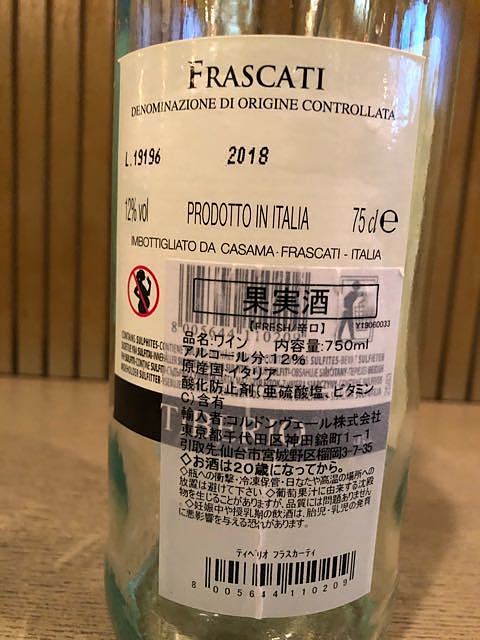 FRASCATI
DENOMINAZIONE DI ORIGINE CONTROLLATA
L.19196 2018
12% vol PRODOTTO IN ITALIA 75 cl e
IMBOTTIGLIATO DA CASAMA - FRASCATI - ITALIA
果実酒
【FRESH/辛口】 Y19060033
品名:ワイン 内容量:750ml
アルコール分:12%
原産国:イタリア
酸化防止剤(亜硫酸塩、ビタミン
C)含有
輸入者:コルドンヴェール株式会社
東京都千代田区神田錦町1-1
引取先:仙台市宮城野区榴岡3-7-35
◇お酒は20歳になってから。
◇瓶への衝撃・冷凍保管・日なたや高温の場所への
放置は避けて下さい◇葡萄果汁に由来する沈殿
物を生じることがありますが、品質には問題ありません
◇妊娠中や授乳期の飲酒は、胎児・乳児の発育
に悪影響を与える恐れがあります。
ティベリオ フラスカーティ
8 005644 110209